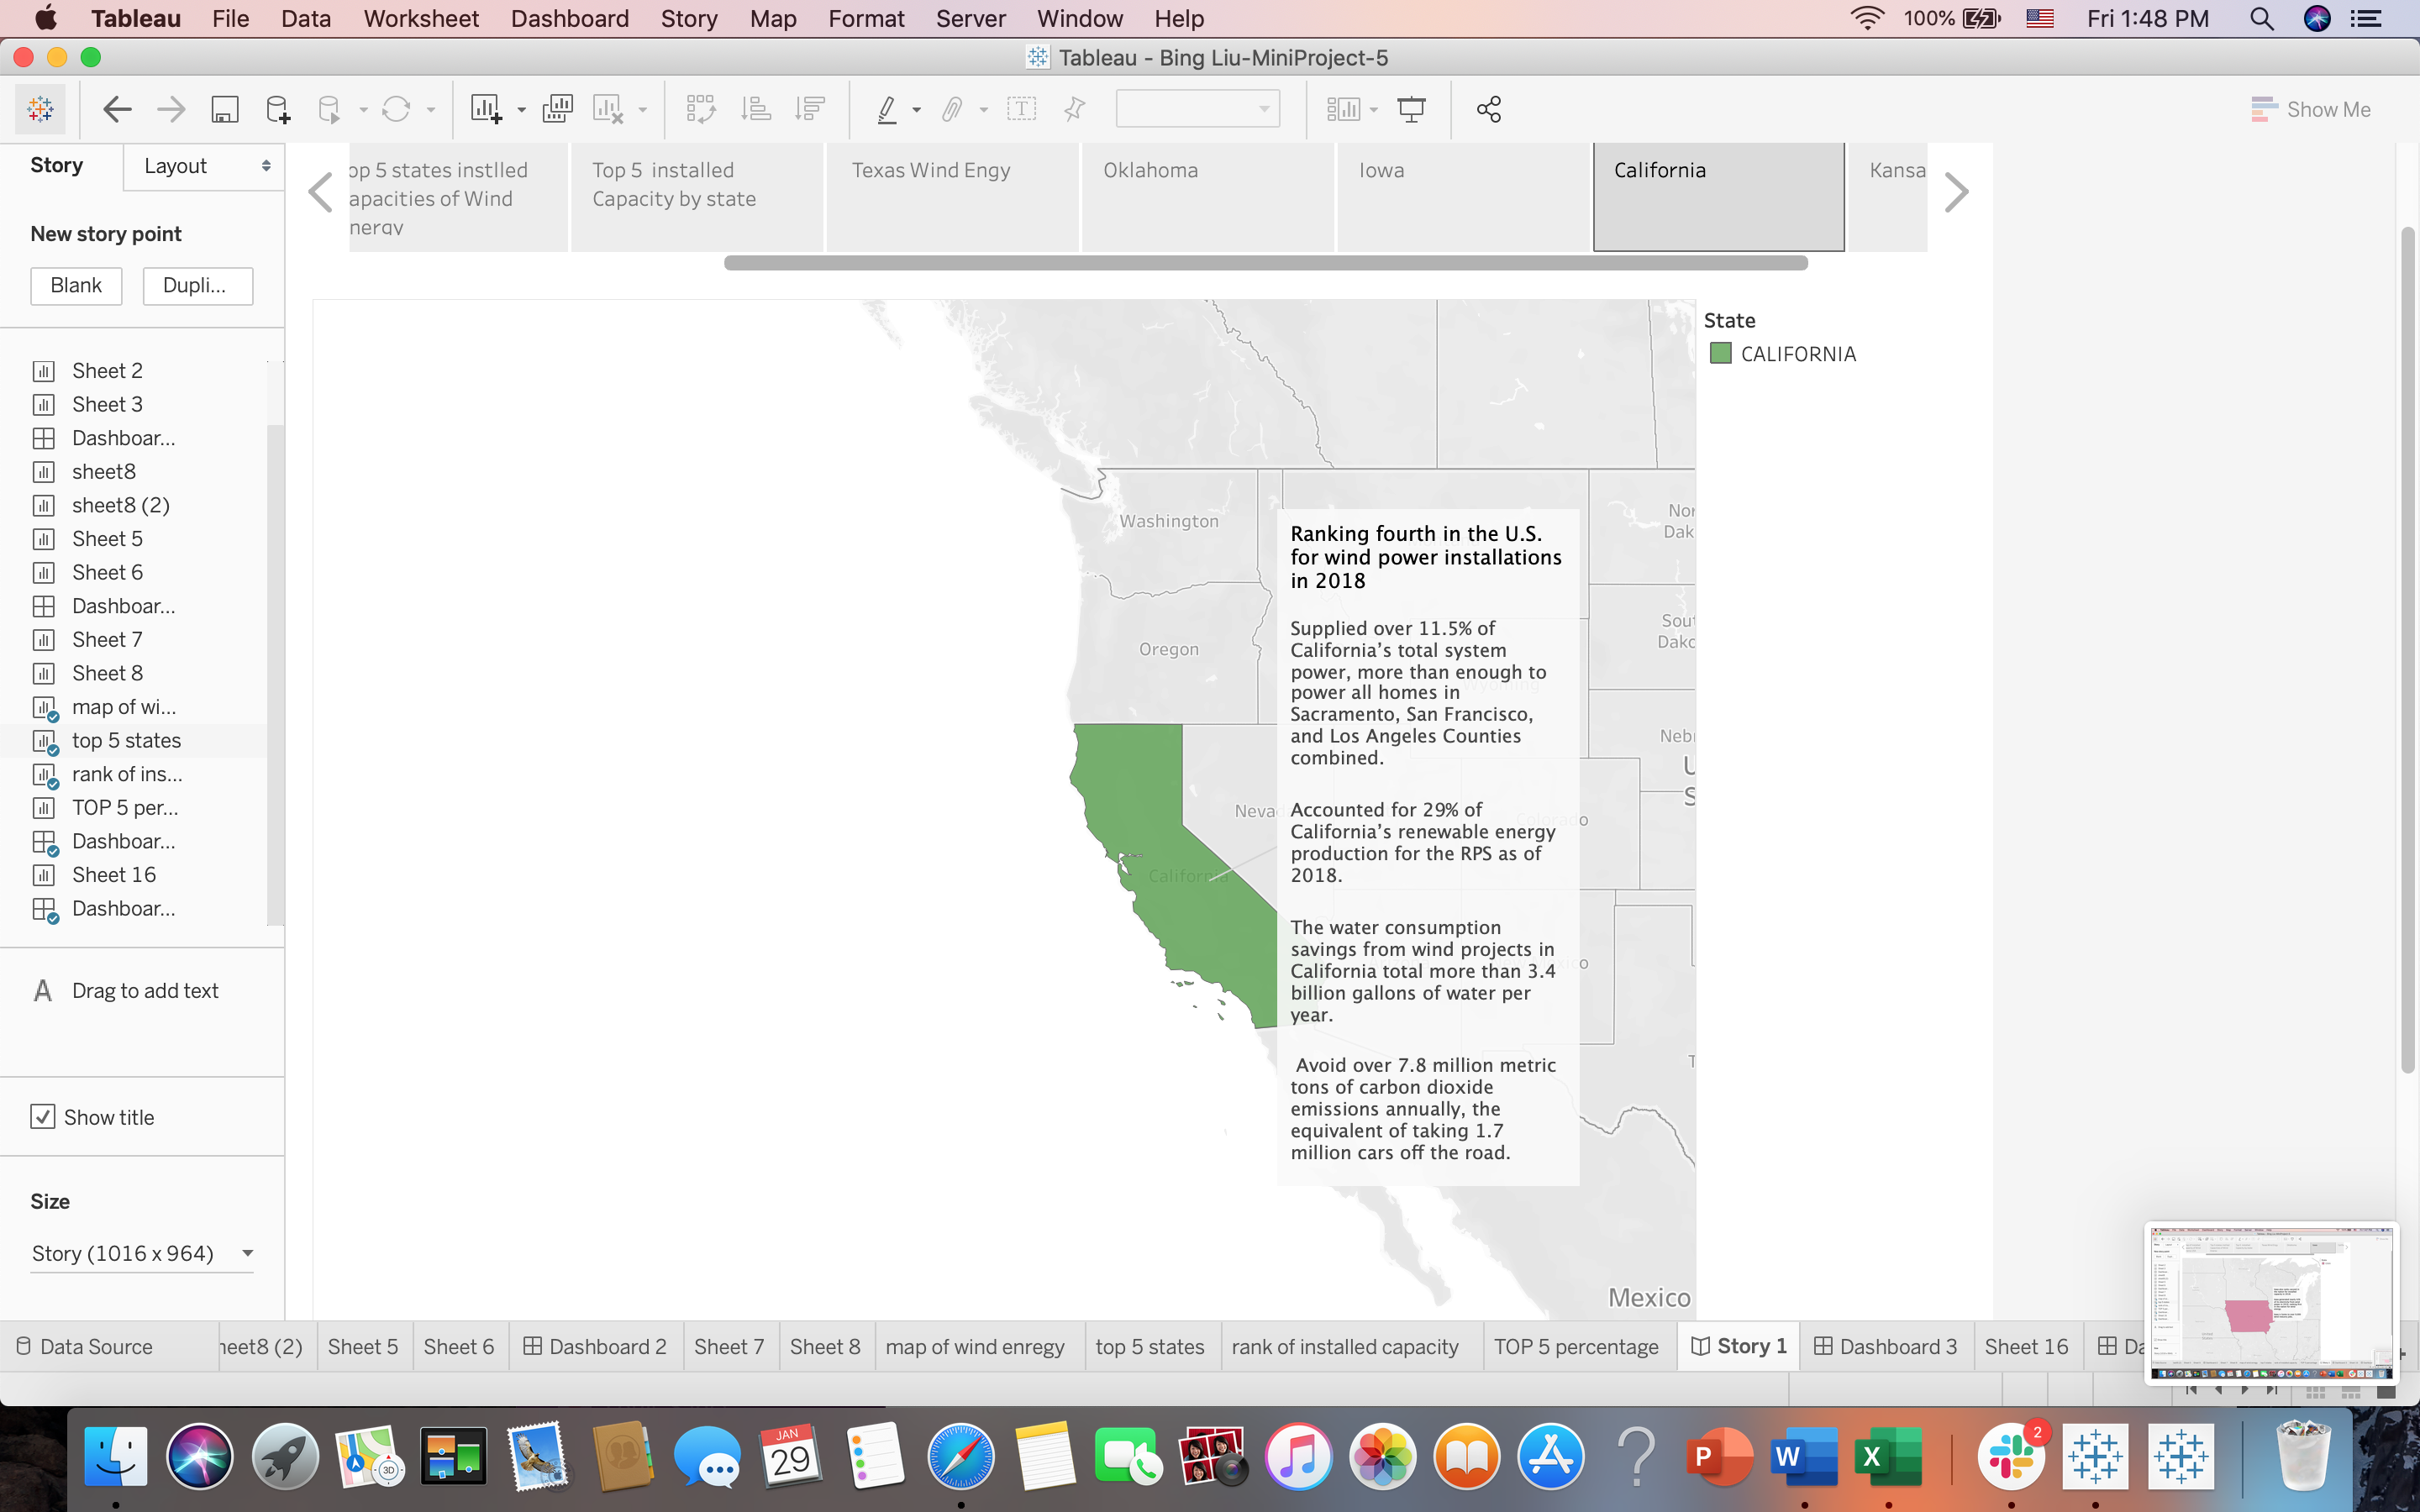 Tableau File Data Worksheet Dashboard Story Map Format Server Window Help 100% Fri 1:48 PM
Tableau - Bing Liu-MiniProject-5
Show Me
Story Layout
New story point
Blank Dupli...
Sheet 2
Sheet 3
Dashboar...
sheet8
sheet8 (2)
Sheet 5
Sheet 6
Dashboar...
Sheet 7
Sheet 8
map of wi...
top 5 states
rank of ins...
TOP 5 per...
Dashboar...
Sheet 16
Dashboar...
A Drag to add text
Show title
Size
Story (1016 x 964)
op 5 states instlled
apacities of Wind
nergy
Top 5 installed
Capacity by state
Texas Wind Engy
Oklahoma
Iowa
California
Kansa
State
CALIFORNIA
Washington
Oregon
Nevad
California
Colorado
Nor
Dak
Sout
Dako
Nebr
U
S
T
Mexico
Ranking fourth in the U.S.
for wind power installations
in 2018
Supplied over 11.5% of
California's total system
power, more than enough to
power all homes in
Sacramento, San Francisco,
and Los Angeles Counties
combined.
Accounted for 29% of
California's renewable energy
production for the RPS as of
2018.
The water consumption
savings from wind projects in
California total more than 3.4
billion gallons of water per
year.
Avoid over 7.8 million metric
tons of carbon dioxide
emissions annually, the
equivalent of taking 1.7
million cars off the road.
Data Source heet8 (2) Sheet 5 Sheet 6 Dashboard 2 Sheet 7 Sheet 8 map of wind enregy top 5 states rank of installed capacity TOP 5 percentage Story 1 Dashboard 3 Sheet 16 Da
3D
JAN
29
P
W
X
2